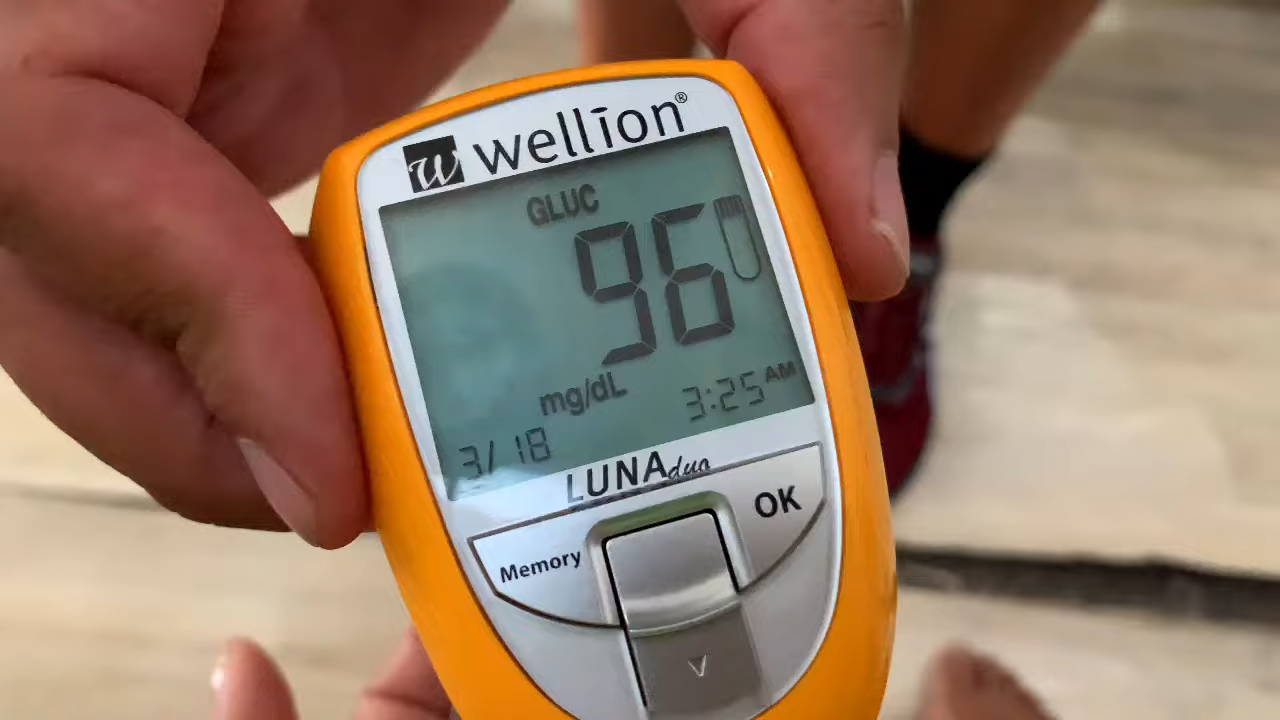 w wellion®
GLUC
96
mg/dL 3:25 AM
3/18
LUNA duo
Memory OK